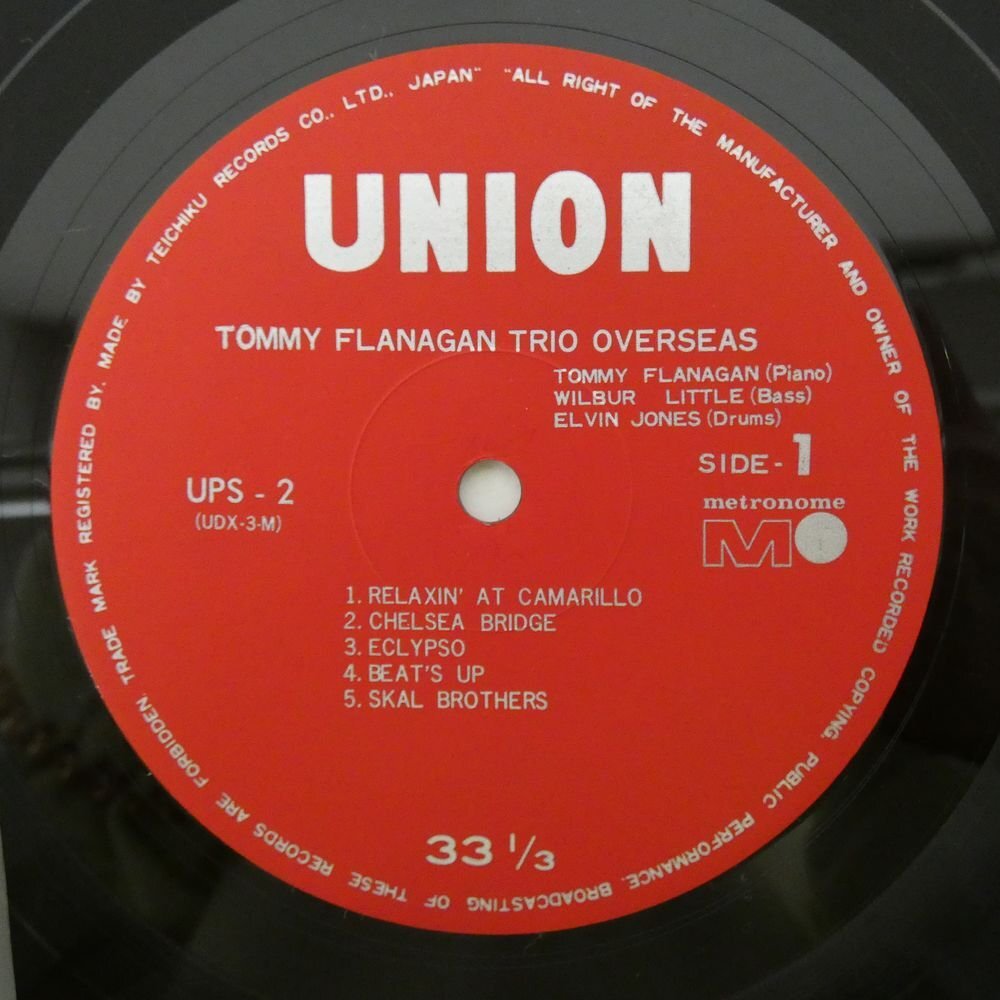 UNION
TOMMY FLANAGAN TRIO OVERSEAS
TOMMY FLANAGAN (Piano)
WILBUR LITTLE (Bass)
ELVIN JONES (Drums)
SIDE-1
UPS - 2
(UDX-3-M)
metronome
M
1. RELAXIN' AT CAMARILLO
2. CHELSEA BRIDGE
3. ECLYPSO
4. BEAT'S UP
5. SKAL BROTHERS
33 1/3
"ALL RIGHT OF THE MANUFACTURER AND OWNER OF THE WORK RECORDED COPYING. PUBLIC PERFORMANCE. BROADCASTING OF THESE RECORDS ARE FORBIDDEN. TRADE MARK REGISTERED BY. MADE BY TEICHIKU RECORDS CO., LTD., JAPAN"